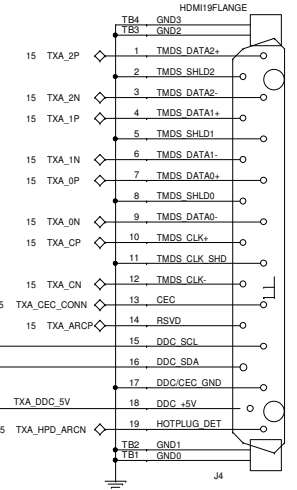 HDMI19FLANGE
TB4 GND3
TB3 GND2
15 TXA_2P 1 TMDS_DATA2+
2 TMDS_SHLD2
15 TXA_2N 3 TMDS_DATA2-
15 TXA_1P 4 TMDS_DATA1+
5 TMDS_SHLD1
15 TXA_1N 6 TMDS_DATA1-
15 TXA_0P 7 TMDS_DATA0+
8 TMDS_SHLD0
15 TXA_0N 9 TMDS_DATA0-
15 TXA_CP 10 TMDS_CLK+
11 TMDS_CLK_SHD
15 TXA_CN 12 TMDS_CLK-
5 TXA_CEC_CONN 13 CEC
15 TXA_ARCP 14 RSVD
15 DDC_SCL
16 DDC_SDA
17 DDC/CEC_GND
TXA_DDC_5V 18 DDC_+5V
5 TXA_HPD_ARCN 19 HOTPLUG_DET
TB2 GND1
TB1 GND0
J4